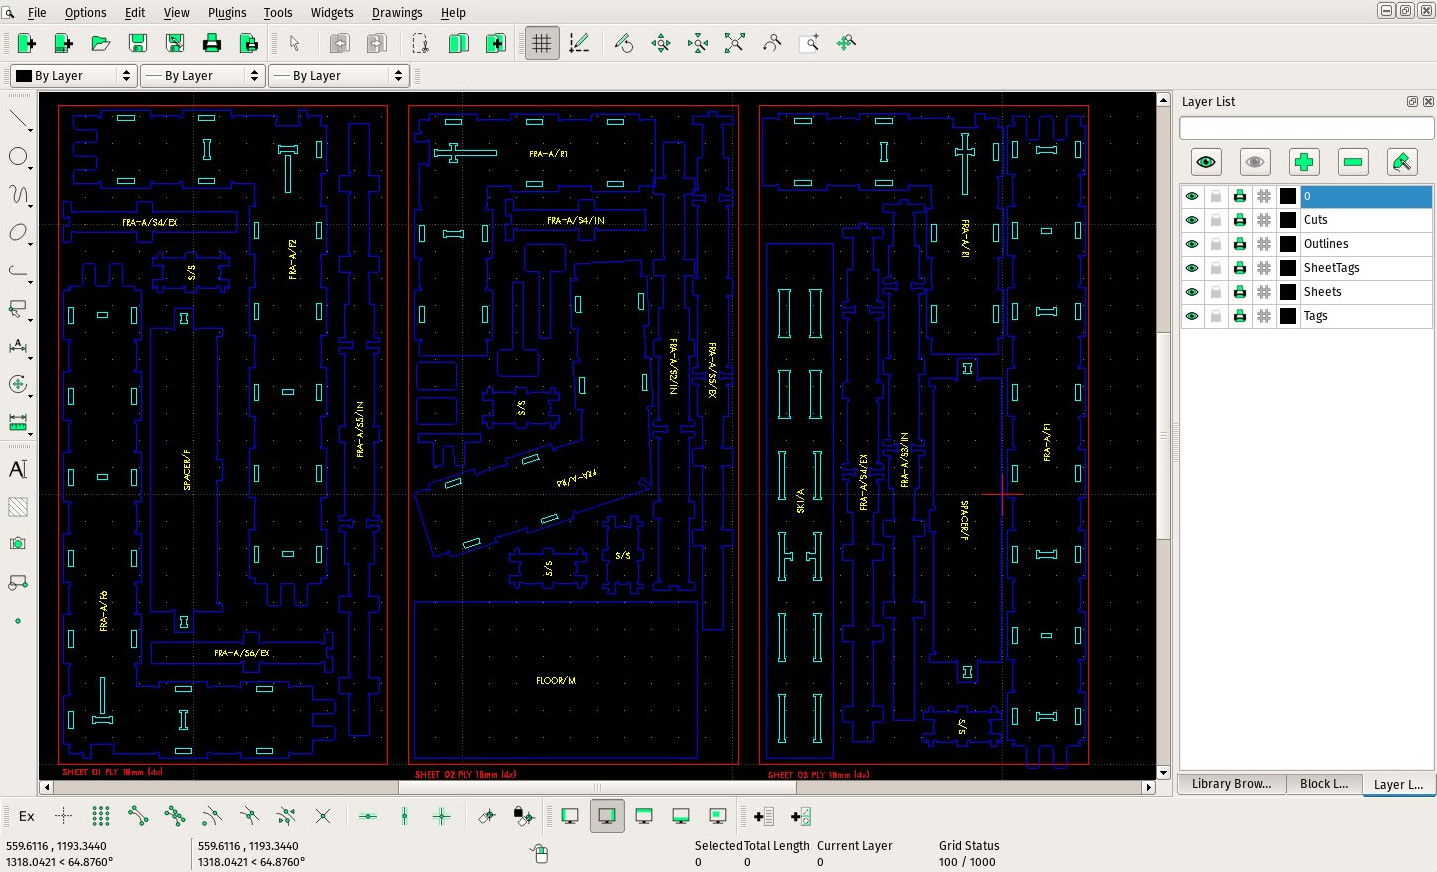 File Options Edit View Plugins Tools Widgets Drawings Help
By Layer By Layer By Layer
Layer List
0
Cuts
Outlines
SheetTags
Sheets
Tags
Library Brow... Block L... Layer L...
FRA-A/S4/EX
S/S
FRA-A/F2
FRA-A/S5/IN
SPACER/F
FRA-A/F6
FRA-A/S6/EX
SHEET 01 PLY 18mm (4x)
FRA-A/R1
FRA-A/S4/IN
FRA-A/S2/IN
FRA-A/S5/EX
S/S
FRA-A/R4
S/S
S/S
FLOOR/M
SHEET 02 PLY 18mm (4x)
FRA-A/R1
SKI/A
FRA-A/S4/EX
FRA-A/S3/IN
SPACER/F
FRA-A/F1
S/S
SHEET 03 PLY 18mm (4x)
Ex
559.6116 , 1193.3440
1318.0421 < 64.8760°
559.6116 , 1193.3440
1318.0421 < 64.8760°
Selected Total Length Current Layer Grid Status
0 0 0 100 / 1000